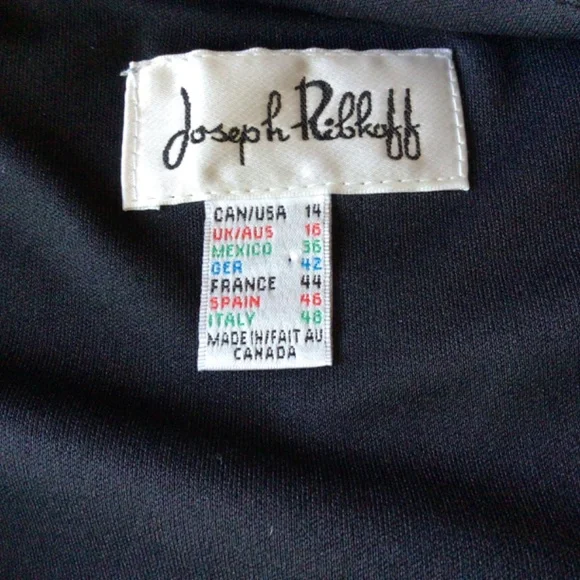 Joseph Ribkoff
CAN/USA 14
UK/AUS 16
MEXICO 36
GER 42
FRANCE 44
SPAIN 46
ITALY 48
MADE IN/FAIT AU
CANADA